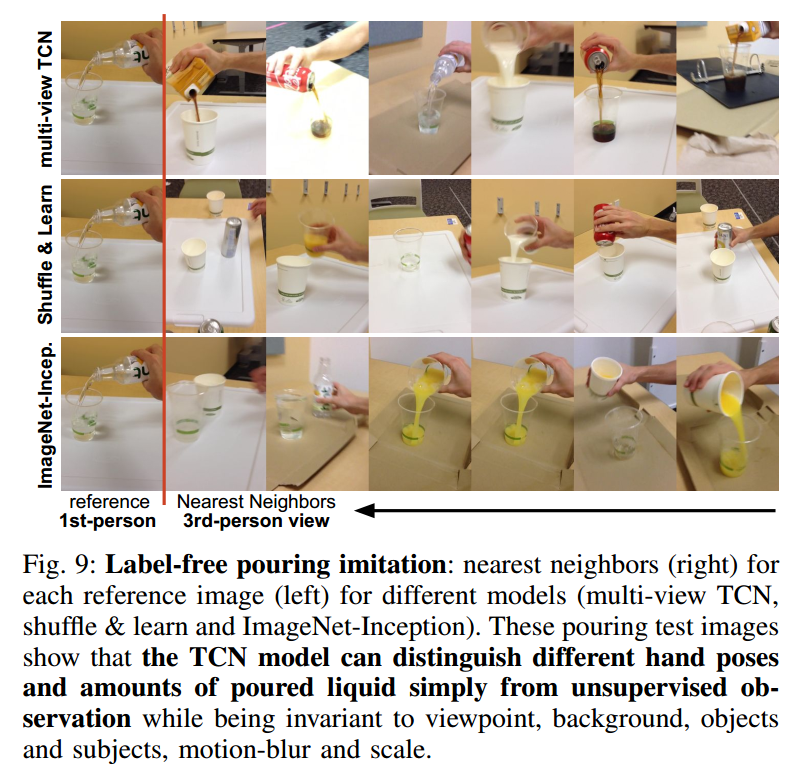 multi-view TCN
Shuffle & Learn
ImageNet-Incep.
reference
1st-person
Nearest Neighbors
3rd-person view
Fig. 9: Label-free pouring imitation: nearest neighbors (right) for
each reference image (left) for different models (multi-view TCN,
shuffle & learn and ImageNet-Inception). These pouring test images
show that the TCN model can distinguish different hand poses
and amounts of poured liquid simply from unsupervised ob-
servation while being invariant to viewpoint, background, objects
and subjects, motion-blur and scale.